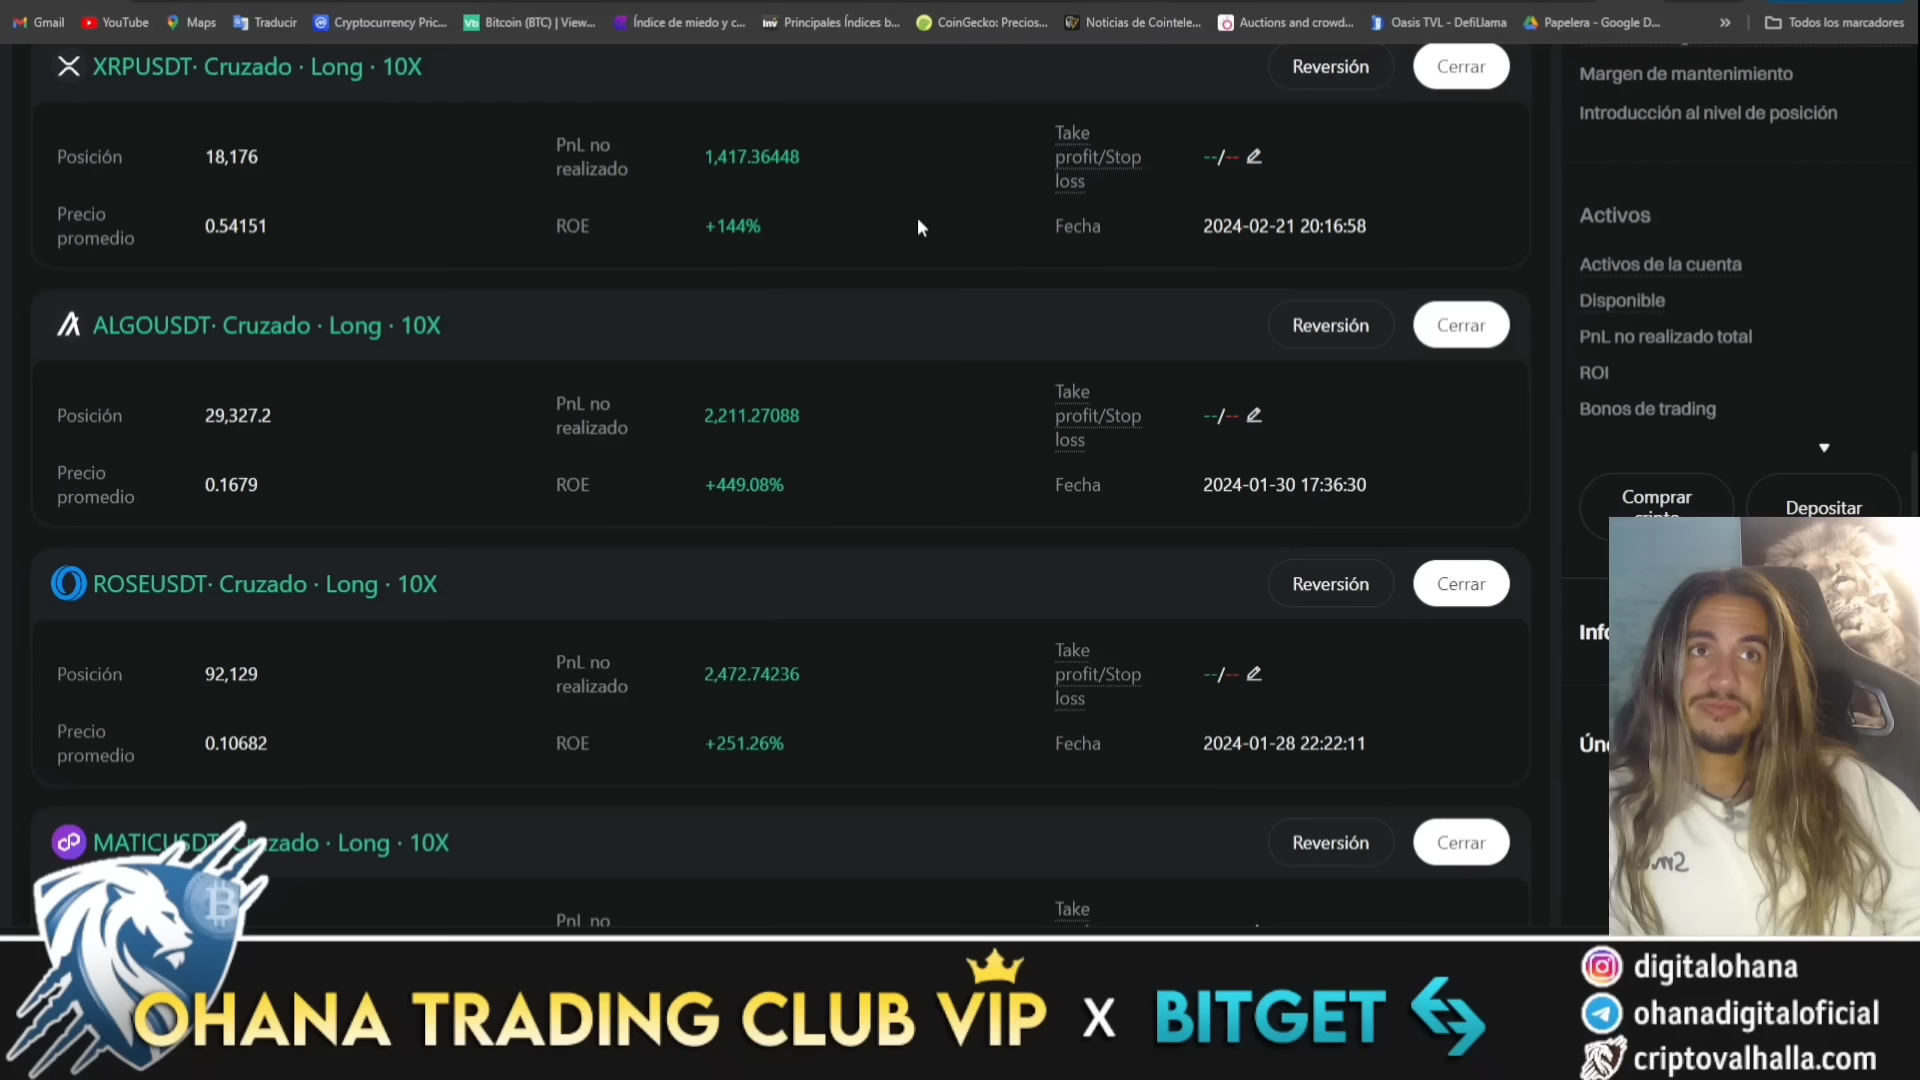 Gmail YouTube Maps Traducir Cryptocurrency Pric... Bitcoin (BTC) | View... Índice de miedo y c... Principales Índices b... CoinGecko: Precios... Noticias de Cointele... Auctions and crowd... Oasis TVL - DefiLlama Papelera - Google D... » Todos los marcadores
XRPUSDT· Cruzado · Long · 10X
Reversión
Cerrar
Posición
18,176
PnL no
realizado
1,417.36448
Take
profit/Stop
loss
--/--
Precio
promedio
0.54151
ROE
+144%
Fecha
2024-02-21 20:16:58
ALGOUSDT· Cruzado · Long · 10X
Reversión
Cerrar
Posición
29,327.2
PnL no
realizado
2,211.27088
Take
profit/Stop
loss
--/--
Precio
promedio
0.1679
ROE
+449.08%
Fecha
2024-01-30 17:36:30
ROSEUSDT· Cruzado · Long · 10X
Reversión
Cerrar
Posición
92,129
PnL no
realizado
2,472.74236
Take
profit/Stop
loss
--/--
Precio
promedio
0.10682
ROE
+251.26%
Fecha
2024-01-28 22:22:11
MATICUSDT· Cruzado · Long · 10X
Reversión
Cerrar
PnL no
Take
Margen de mantenimiento
Introducción al nivel de posición
Activos
Activos de la cuenta
Disponible
PnL no realizado total
ROI
Bonos de trading
Comprar
cripto
Depositar
OHANA TRADING CLUB VIP X BITGET
digitalohana
ohanadigitaloficial
criptovalhalla.com